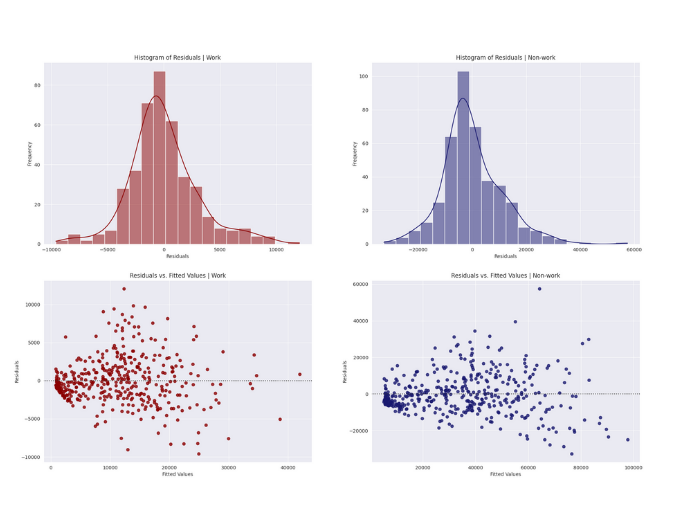 Histogram of Residuals | Work
80
60
40
20
0
Frequency
−10000 −5000 0 5000 10000
Residuals
Histogram of Residuals | Non-work
100
80
60
40
20
0
Frequency
−20000 0 20000 40000 60000
Residuals
Residuals vs. Fitted Values | Work
10000
5000
0
−5000
−10000
Residuals
0 10000 20000 30000 40000
Fitted Values
Residuals vs. Fitted Values | Non-work
60000
40000
20000
0
−20000
Residuals
20000 40000 60000 80000 100000
Fitted Values